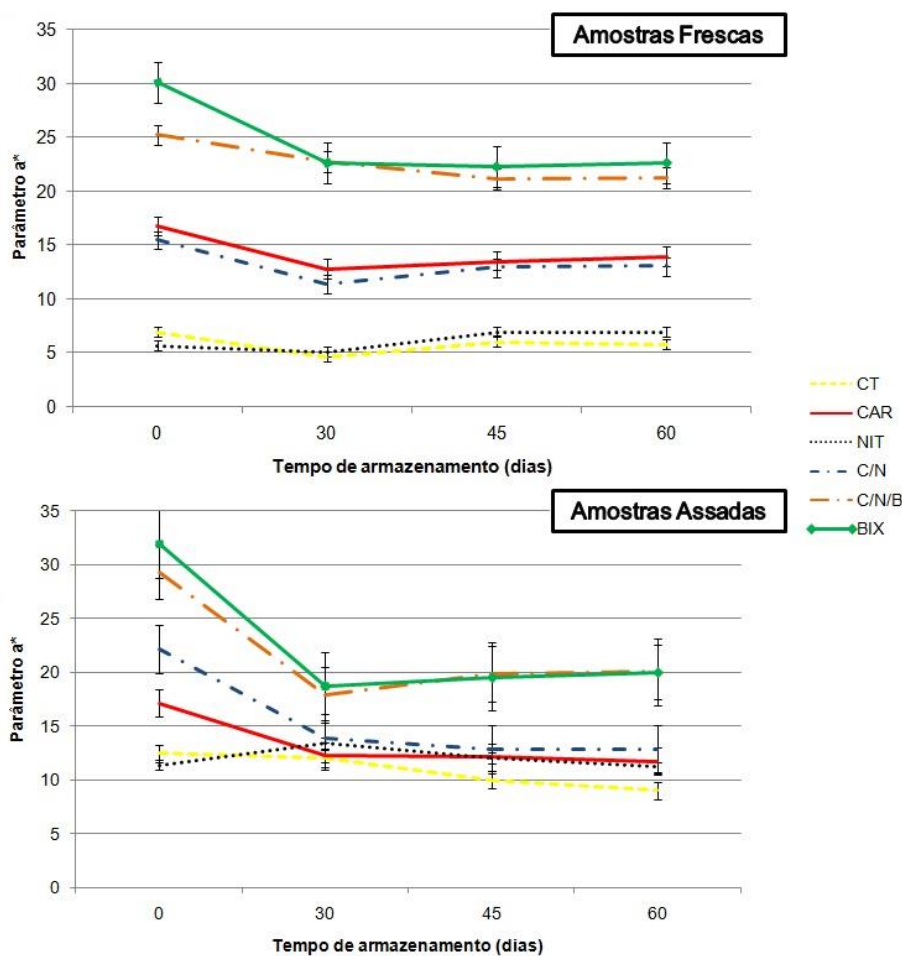 Amostras Frescas
35
30
25
20
15
10
5
0
Parâmetro a*
0 30 45 60
Tempo de armazenamento (dias)
CT
CAR
NIT
C/N
C/N/B
BIX
Amostras Assadas
35
30
25
20
15
10
5
0
Parâmetro a*
0 30 45 60
Tempo de armazenamento (dias)